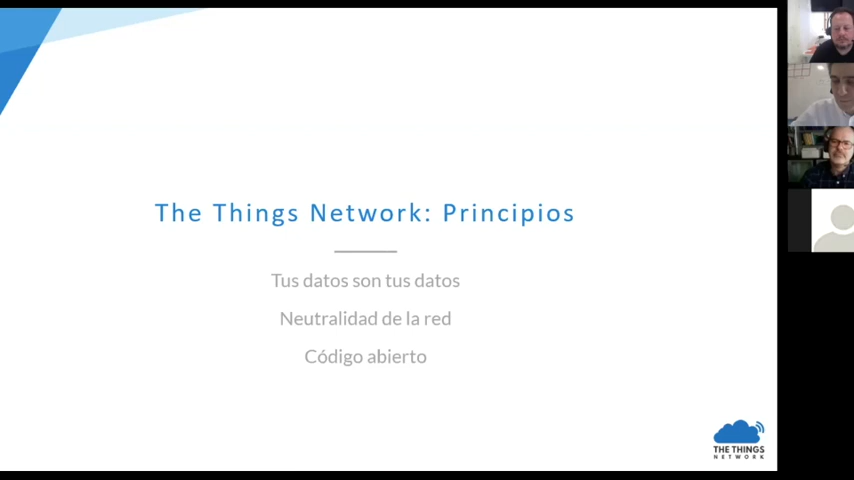 The Things Network: Principios
Tus datos son tus datos
Neutralidad de la red
Código abierto
THE THINGS
NETWORK